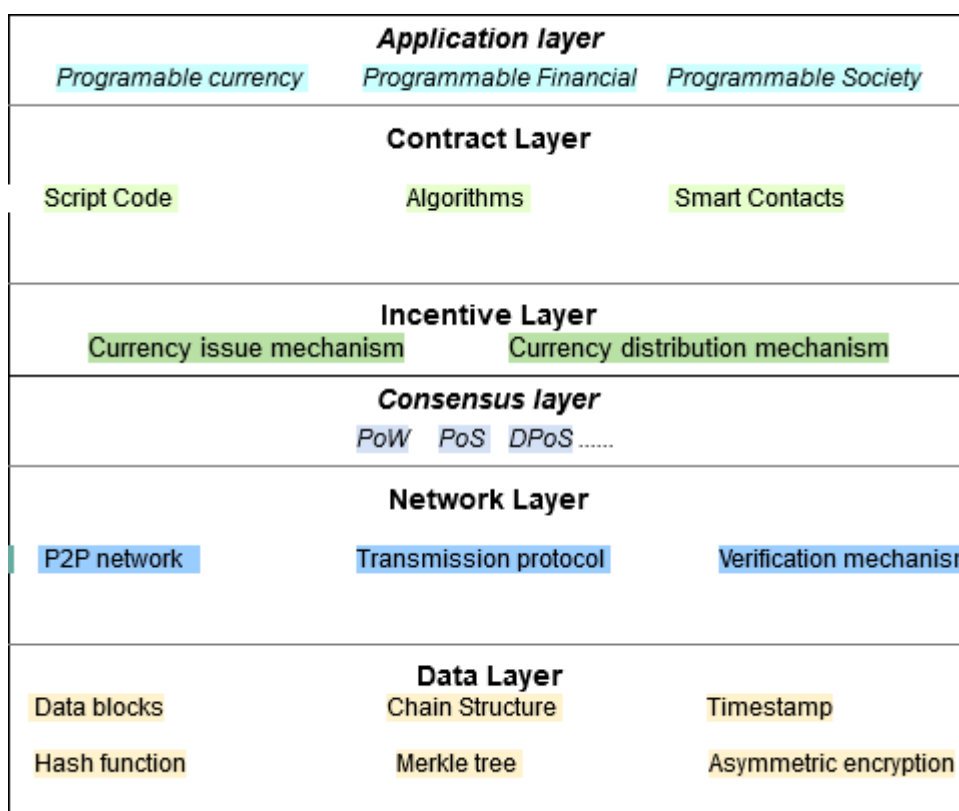 Application layer
Programable currency Programmable Financial Programmable Society
Contract Layer
Script Code Algorithms Smart Contacts
Incentive Layer
Currency issue mechanism Currency distribution mechanism
Consensus layer
PoW PoS DPoS ......
Network Layer
P2P network Transmission protocol Verification mechanism
Data Layer
Data blocks Chain Structure Timestamp
Hash function Merkle tree Asymmetric encryption